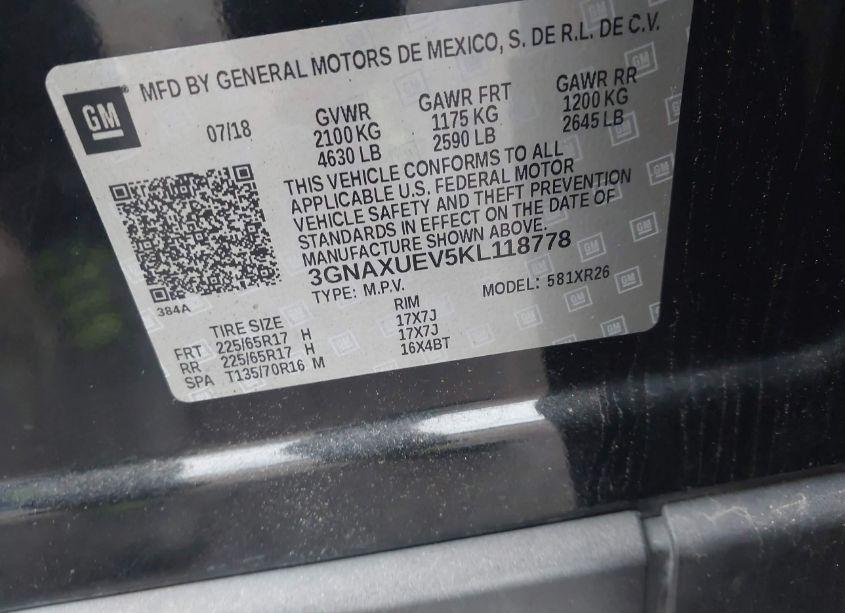 MFD BY GENERAL MOTORS DE MEXICO, S. DE R.L. DE C.V.
GM
07/18
GVWR GAWR FRT GAWR RR
2100 KG 1175 KG 1200 KG
4630 LB 2590 LB 2645 LB
THIS VEHICLE CONFORMS TO ALL
APPLICABLE U.S. FEDERAL MOTOR
VEHICLE SAFETY AND THEFT PREVENTION
STANDARDS IN EFFECT ON THE DATE OF
MANUFACTURE SHOWN ABOVE.
3GNAXUEV5KL118778
TYPE: M.P.V. MODEL: 581XR26
384A
TIRE SIZE RIM
FRT 225/65R17 H 17X7J
RR 225/65R17 H 17X7J
SPA T135/70R16 M 16X4BT